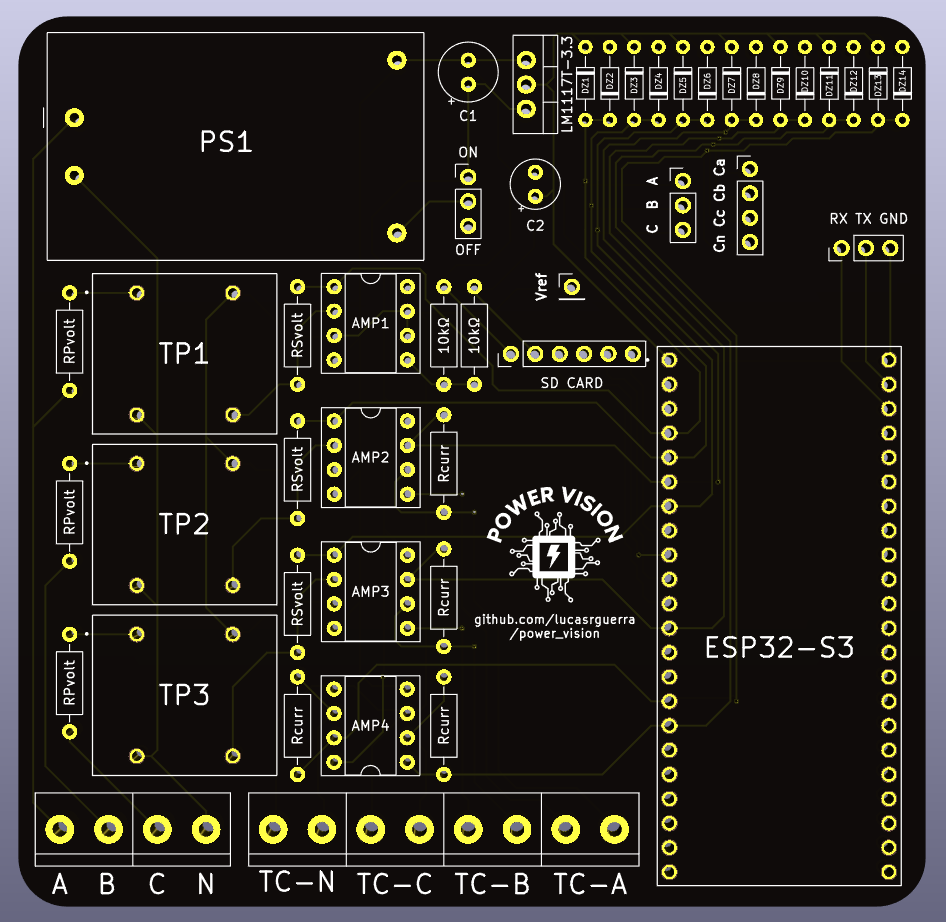 LM1117T-3.3
DZ1
DZ2
DZ3
DZ4
DZ5
DZ6
DZ7
DZ8
DZ9
DZ10
DZ11
DZ12
DZ13
DZ14
PS1
+
C1
ON
OFF
+
C2
C B A
Cn Cc Cb Ca
RX TX GND
Vref
RPvolt
TP1
RSvolt
AMP1
10kΩ
10kΩ
SD CARD
RPvolt
TP2
RSvolt
AMP2
Rcurr
POWER VISION
RSvolt
AMP3
Rcurr
github.com/lucasrguerra
/power_vision
ESP32-S3
RPvolt
TP3
Rcurr
AMP4
Rcurr
A B C N
TC-N TC-C TC-B TC-A